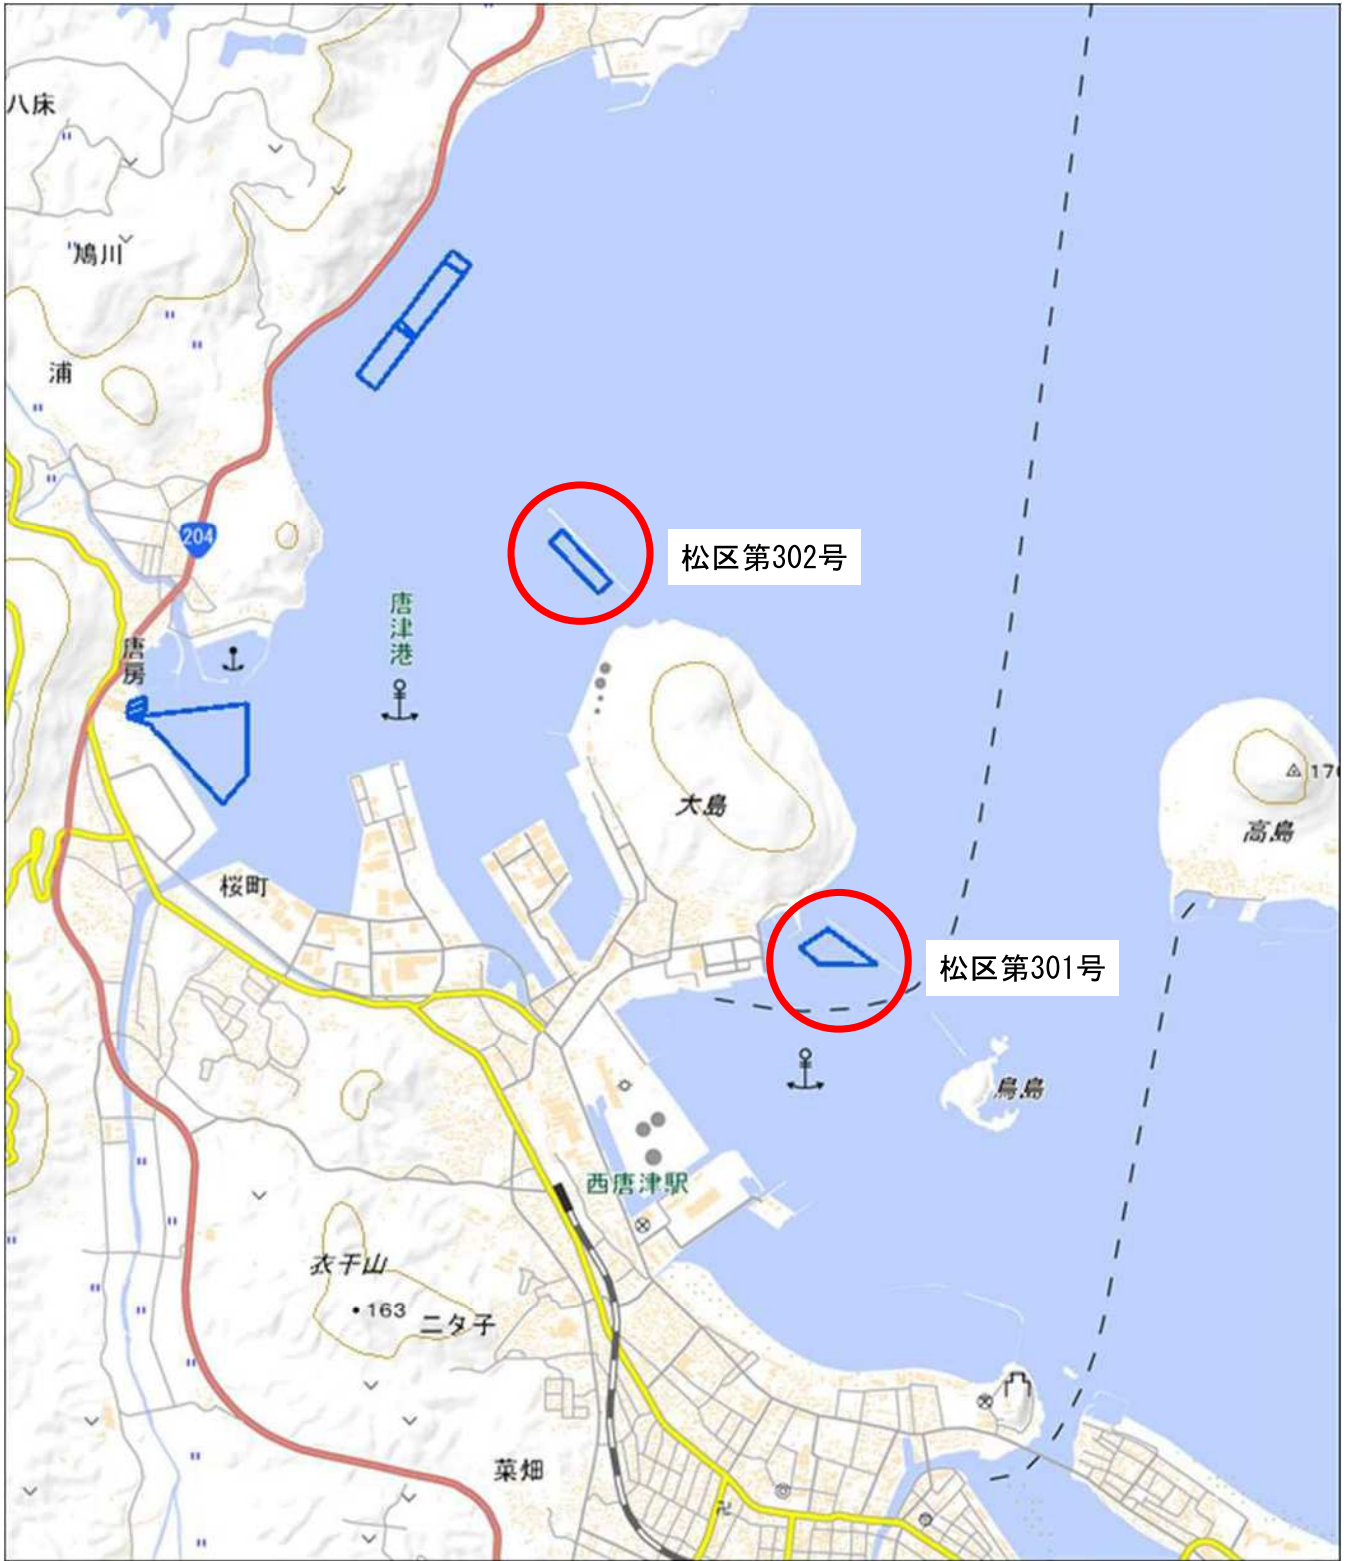 八床
鳩川
浦
204
松区第302号
唐津港
唐房
大島
170
高島
桜町
松区第301号
鳥島
西唐津駅
衣干山
163
二タ子
菜畑